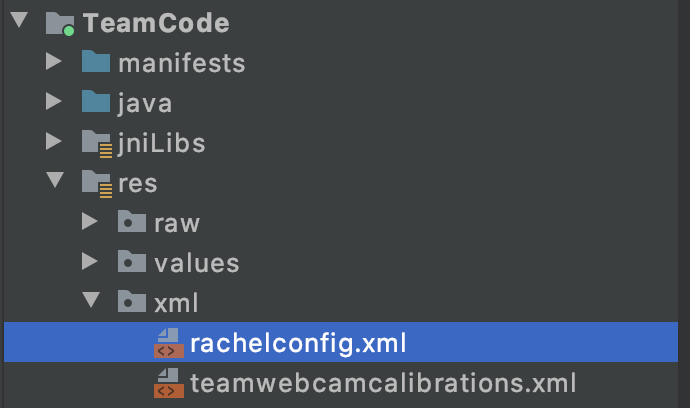 TeamCode
manifests
java
jniLibs
res
raw
values
xml
rachelconfig.xml
teamwebcamcalibrations.xml